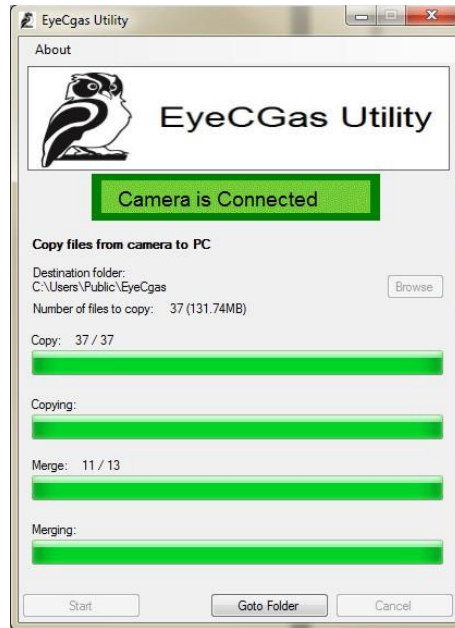 EyeCgas Utility
About
EyeCGas Utility
Camera is Connected
Copy files from camera to PC
Destination folder:
C:\Users\Public\EyeCgas
Browse
Number of files to copy: 37 (131.74MB)
Copy: 37 / 37
Copying:
Merge: 11 / 13
Merging:
Start Goto Folder Cancel